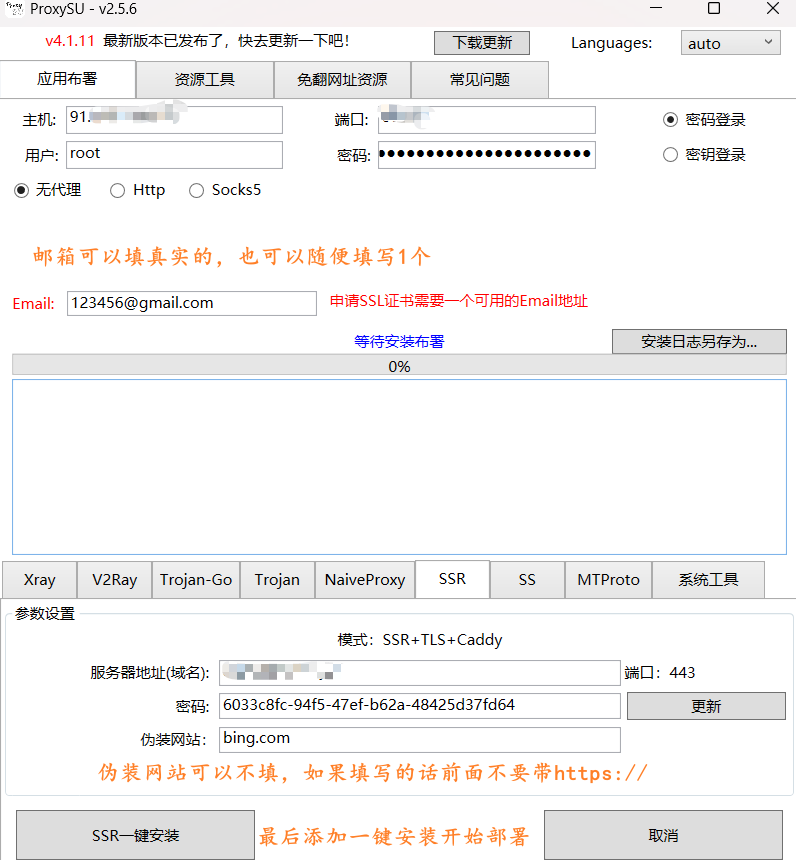 ProxySU - v2.5.6
v4.1.11 最新版本已发布了，快去更新一下吧！ 下载更新 Languages: auto
应用布署 资源工具 免翻网址资源 常见问题
主机: 91. 端口: 密码登录
用户: root 密码: ●●●●●●●●●●●●●●●●●●●●●● 密钥登录
无代理 Http Socks5
邮箱可以填真实的，也可以随便填写1个
Email: 123456@gmail.com 申请SSL证书需要一个可用的Email地址
等待安装布署 安装日志另存为...
0%
Xray V2Ray Trojan-Go Trojan NaiveProxy SSR SS MTProto 系统工具
参数设置
模式：SSR+TLS+Caddy
服务器地址(域名): 端口：443
密码: 6033c8fc-94f5-47ef-b62a-48425d37fd64 更新
伪装网站： bing.com
伪装网站可以不填，如果填写的话前面不要带https://
SSR一键安装 最后添加一键安装开始部署 取消